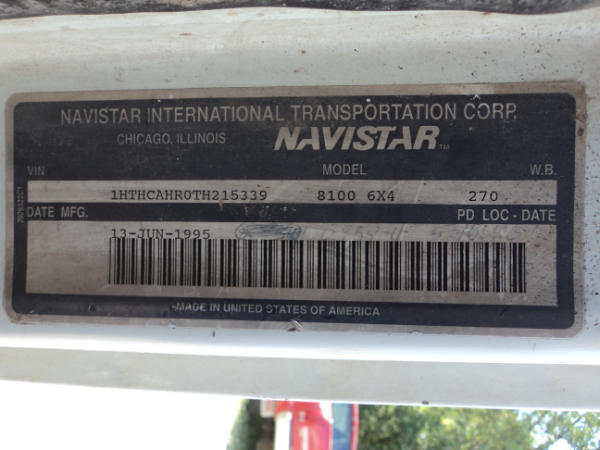 NAVISTAR INTERNATIONAL TRANSPORTATION CORP.
CHICAGO, ILLINOIS NAVISTAR TM
VIN MODEL W.B.
1HTHCAHR0TH215339 8100 6X4 270
DATE MFG. PD LOC - DATE
13-JUN-1995
MADE IN UNITED STATES OF AMERICA